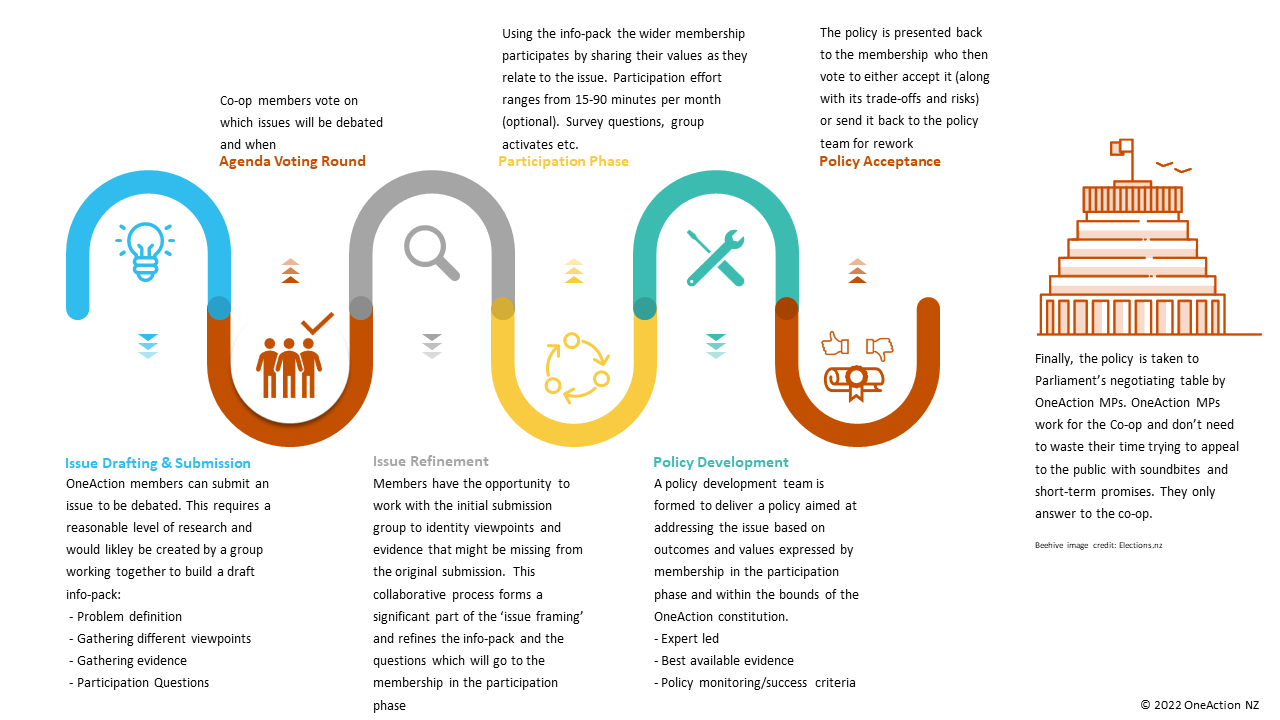 Co-op members vote on
which issues will be debated
and when
Agenda Voting Round
Using the info-pack the wider membership
participates by sharing their values as they
relate to the issue. Participation effort
ranges from 15-90 minutes per month
(optional). Survey questions, group
activates etc.
Participation Phase
The policy is presented back
to the membership who then
vote to either accept it (along
with its trade-offs and risks)
or send it back to the policy
team for rework
Policy Acceptance
Issue Drafting & Submission
OneAction members can submit an
issue to be debated. This requires a
reasonable level of research and
would likley be created by a group
working together to build a draft
info-pack:
- Problem definition
- Gathering different viewpoints
- Gathering evidence
- Participation Questions
Issue Refinement
Members have the opportunity to
work with the initial submission
group to identity viewpoints and
evidence that might be missing from
the original submission. This
collaborative process forms a
significant part of the ‘issue framing’
and refines the info-pack and the
questions which will go to the
membership in the participation
phase
Policy Development
A policy development team is
formed to deliver a policy aimed at
addressing the issue based on
outcomes and values expressed by
membership in the participation
phase and within the bounds of the
OneAction constitution.
- Expert led
- Best available evidence
- Policy monitoring/success criteria
Finally, the policy is taken to
Parliament’s negotiating table by
OneAction MPs. OneAction MPs
work for the Co-op and don’t need
to waste their time trying to appeal
to the public with soundbites and
short-term promises. They only
answer to the co-op.
Beehive image credit: Elections.nz
© 2022 OneAction NZ